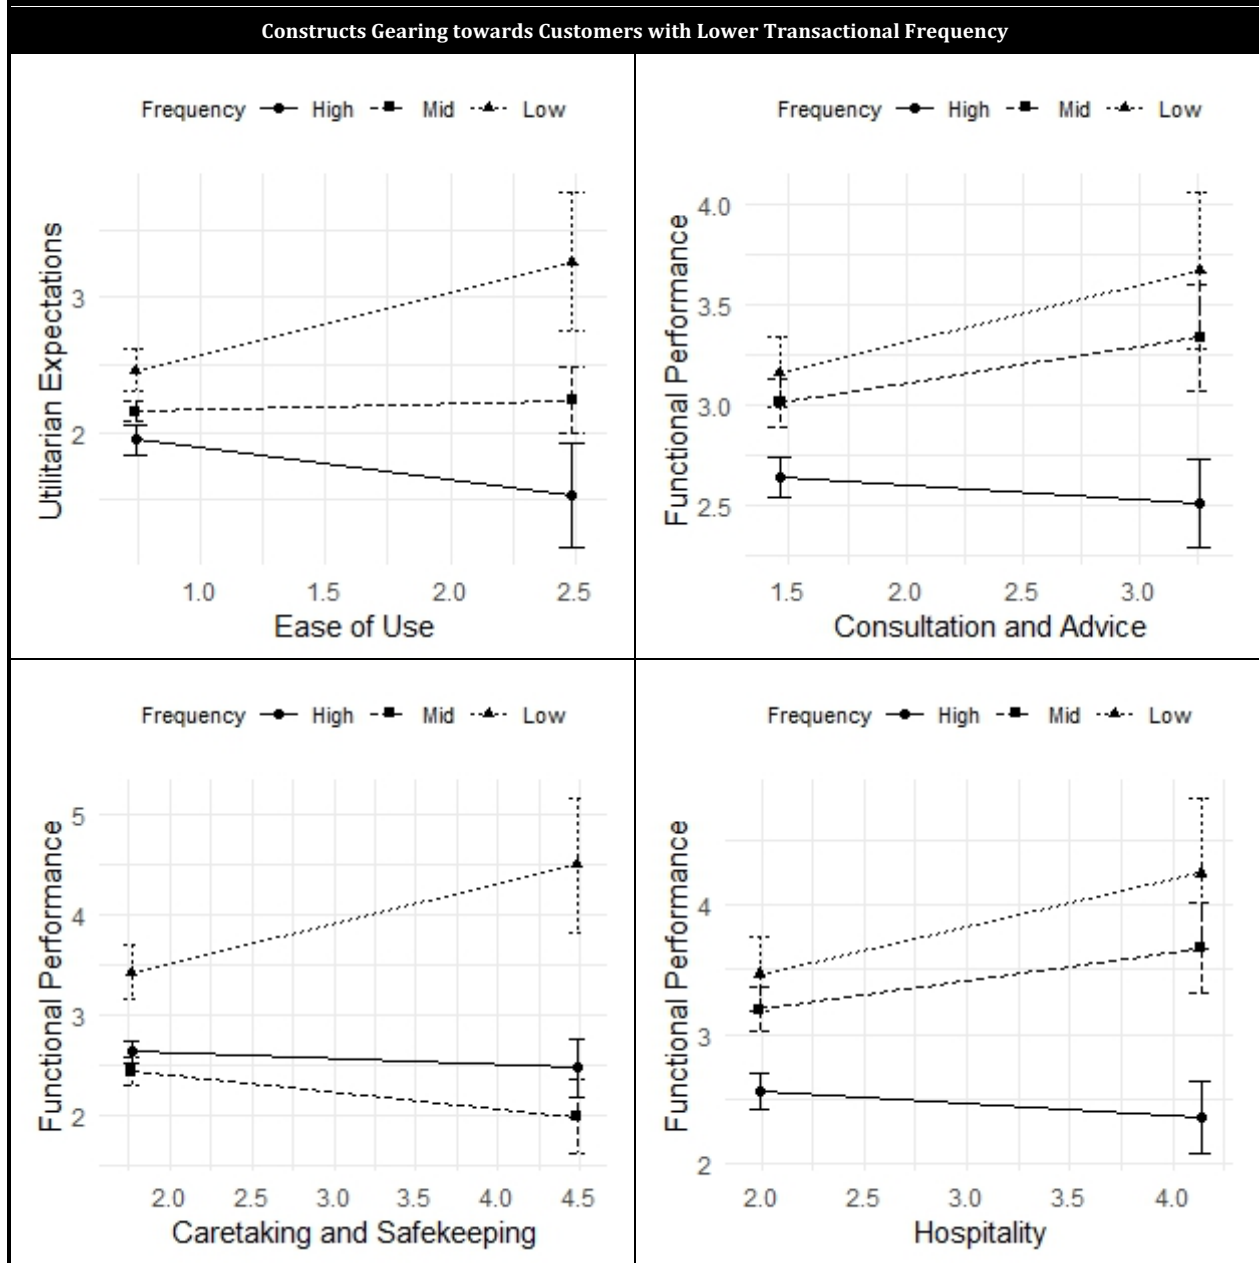 Constructs Gearing towards Customers with Lower Transactional Frequency
Frequency High Mid Low
Utilitarian Expectations
3
2
1.0 1.5 2.0 2.5
Ease of Use
Frequency High Mid Low
Functional Performance
4.0
3.5
3.0
2.5
1.5 2.0 2.5 3.0
Consultation and Advice
Frequency High Mid Low
Functional Performance
5
4
3
2
2.0 2.5 3.0 3.5 4.0 4.5
Caretaking and Safekeeping
Frequency High Mid Low
Functional Performance
4
3
2
2.0 2.5 3.0 3.5 4.0
Hospitality